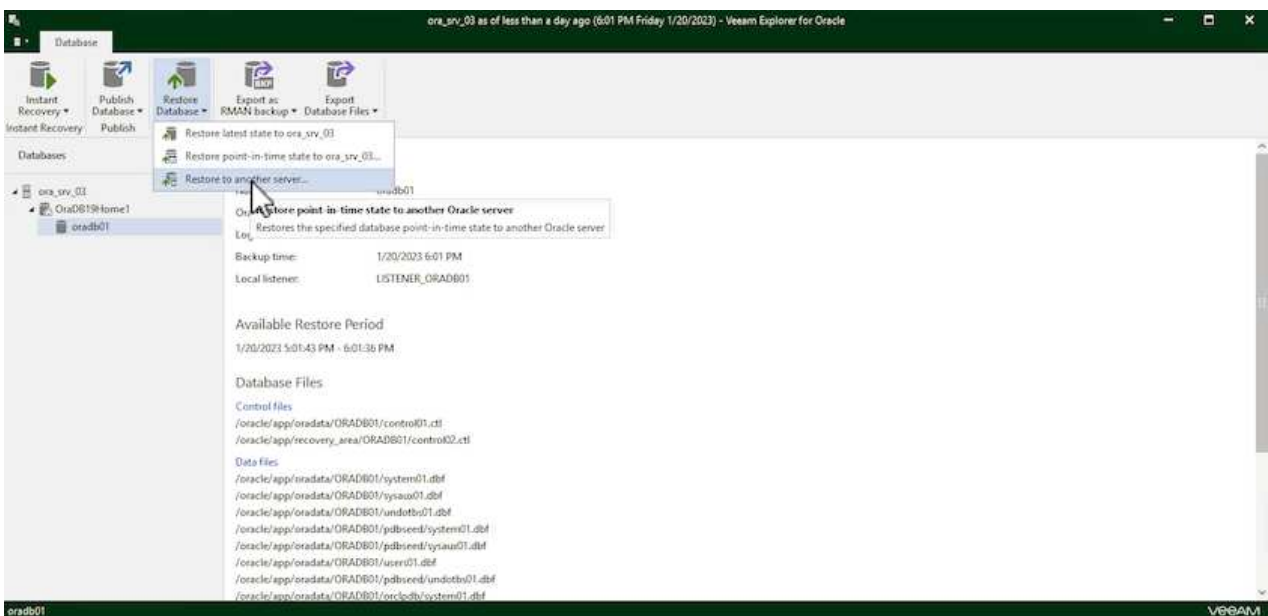 ora_srv_03 as of less than a day ago (6:01 PM Friday 1/20/2023) - Veeam Explorer for Oracle
Database
Instant Recovery
Publish Database
Restore Database
Export as RMAN backup
Export Database Files
Instant Recovery
Publish
Restore latest state to ora_srv_03
Restore point-in-time state to ora_srv_03...
Restore to another server...
Databases
ora_srv_03
OraDB19Home1
oradb01
oradb01
Restore point-in-time state to another Oracle server
Restores the specified database point-in-time state to another Oracle server
Backup time: 1/20/2023 6:01 PM
Local listener: LISTENER_ORADB01
Available Restore Period
1/20/2023 5:01:43 PM - 6:01:36 PM
Database Files
Control files
/oracle/app/oradata/ORADB01/control01.ctl
/oracle/app/recovery_area/ORADB01/control02.ctl
Data files
/oracle/app/oradata/ORADB01/system01.dbf
/oracle/app/oradata/ORADB01/sysaux01.dbf
/oracle/app/oradata/ORADB01/undotbs01.dbf
/oracle/app/oradata/ORADB01/pdbseed/system01.dbf
/oracle/app/oradata/ORADB01/pdbseed/sysaux01.dbf
/oracle/app/oradata/ORADB01/users01.dbf
/oracle/app/oradata/ORADB01/pdbseed/undotbs01.dbf
/oracle/app/oradata/ORADB01/orclpdb/system01.dbf
oradb01
veeam